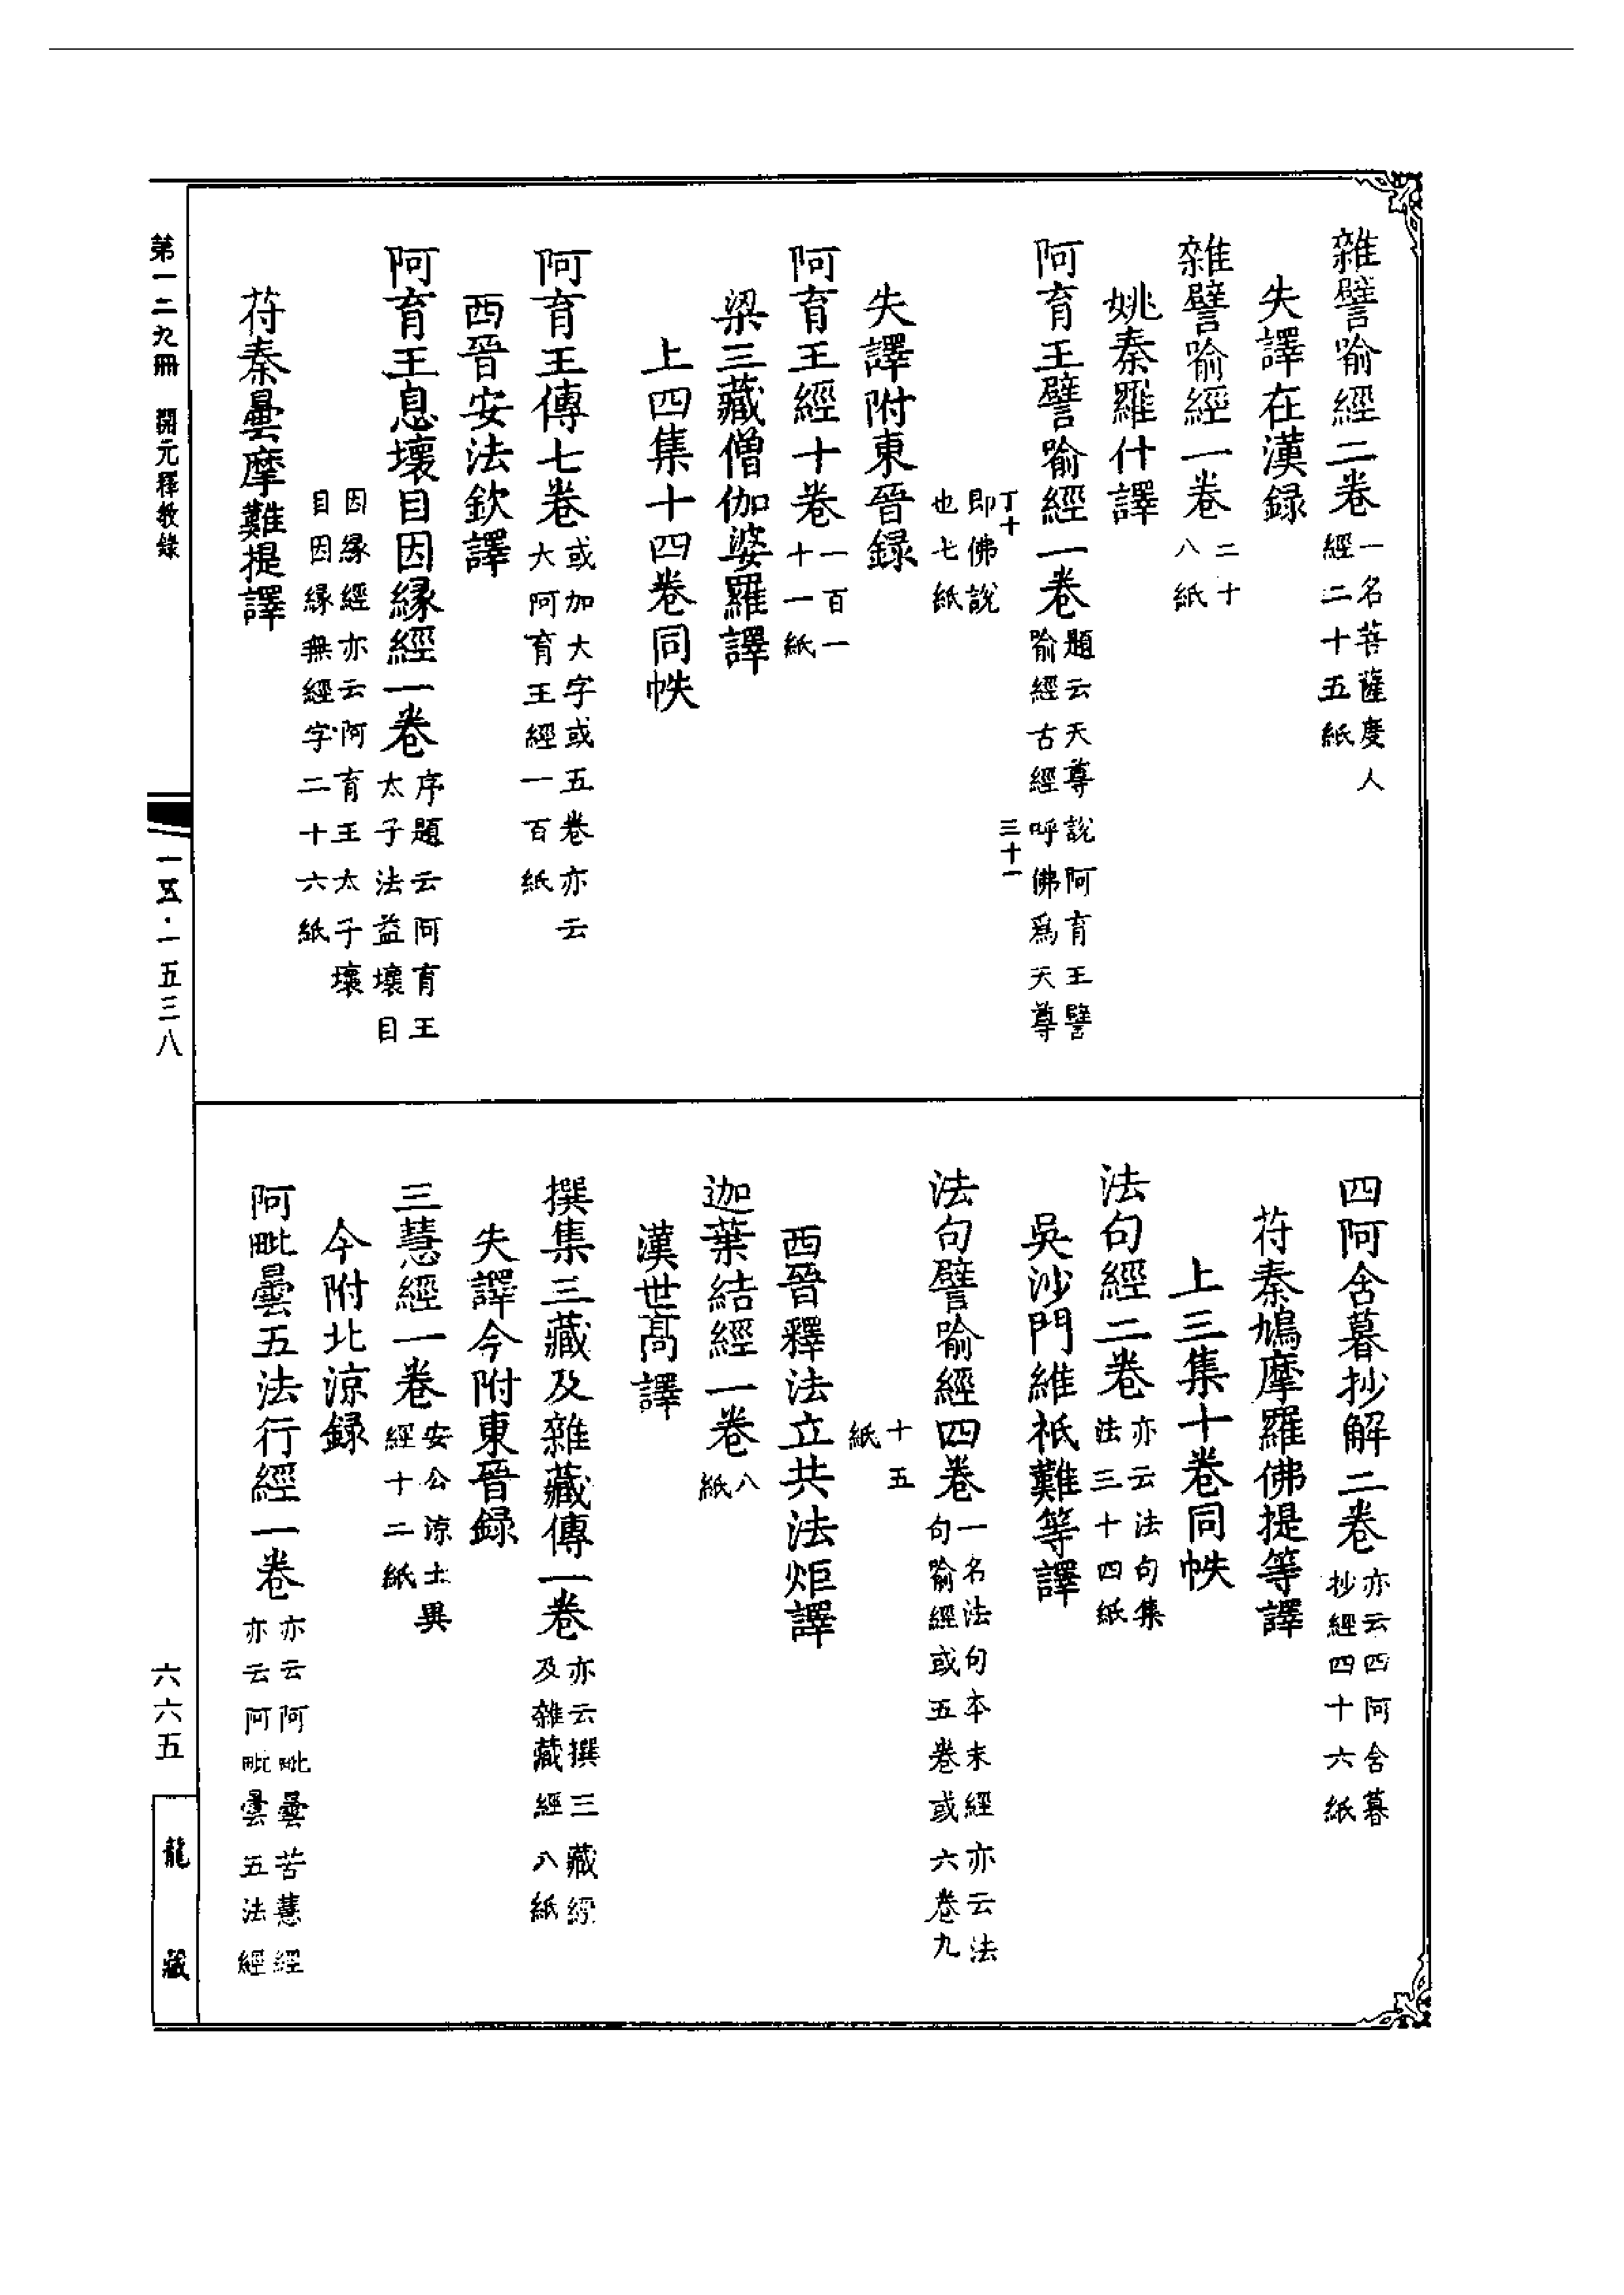 雜譬喻經二卷一名菩薩度人經二十五紙
失譯在漢録
雜譬喻經一卷二十八紙
姚秦羅什譯
阿育王譬喻經一卷題云天尊說阿育王譬喻經古經呼佛爲天尊
丁十 三十一
即佛說也七紙
失譯附東晉録
阿育王經十卷一百一十一紙
梁三藏僧伽婆羅譯
上四集十四卷同帙
阿育王傳七卷或加大字或五卷亦云大阿育王經一百紙
西晉安法欽譯
阿育王息壞目因縁經一卷序題云阿育王太子法益壞目
因縁經亦云阿育王太子壞目因縁無經字二十六紙
苻秦曇摩難提譯
四阿含暮抄解二卷亦云四阿含暮抄經四十六紙
苻秦鳩摩羅佛提等譯
上三集十卷同帙
法句經二卷亦云法句集法三十四紙
吳沙門維祇難等譯
法句譬喻經四卷一名法句本末經亦云法句喻經或五卷或六卷九
十五紙
西晉釋法立共法炬譯
迦葉結經一卷八紙
漢世髙譯
撰集三藏及雜藏傳一卷亦云撰三藏經及雜藏經八紙
失譯今附東晉録
三慧經一卷安公涼土異經十二紙
今附北涼録
阿毗曇五法行經一卷亦云阿毗曇苦慧經亦云阿毗曇五法經
第一二九冊 開元釋教錄
一五·一五三八
六六五
龍藏